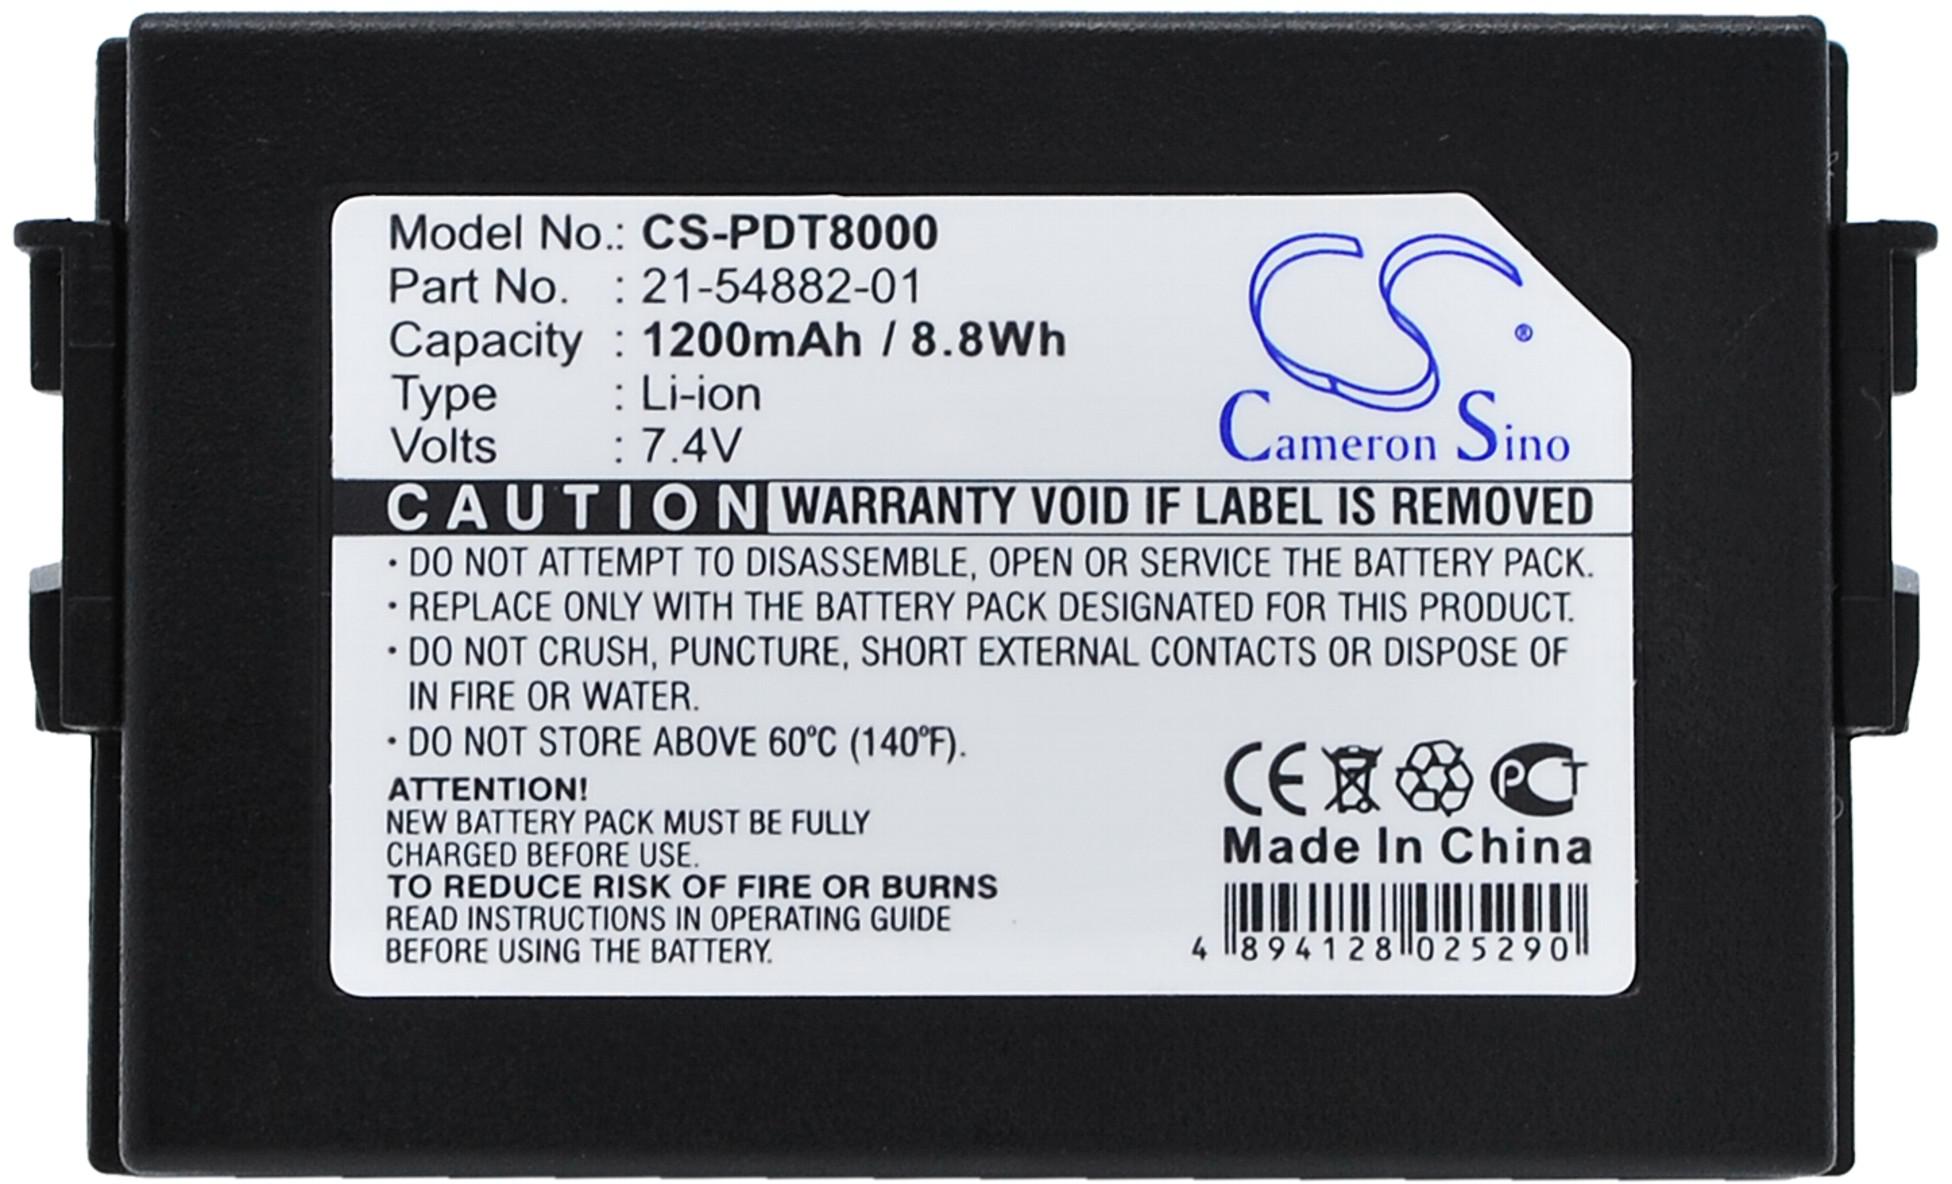 Model No.: CS-PDT8000
Part No. : 21-54882-01
Capacity : 1200mAh / 8.8Wh
Type : Li-ion
Volts : 7.4V
CS®
Cameron Sino
CAUTION WARRANTY VOID IF LABEL IS REMOVED
· DO NOT ATTEMPT TO DISASSEMBLE, OPEN OR SERVICE THE BATTERY PACK.
· REPLACE ONLY WITH THE BATTERY PACK DESIGNATED FOR THIS PRODUCT.
· DO NOT CRUSH, PUNCTURE, SHORT EXTERNAL CONTACTS OR DISPOSE OF
IN FIRE OR WATER.
· DO NOT STORE ABOVE 60°C (140°F).
ATTENTION!
NEW BATTERY PACK MUST BE FULLY
CHARGED BEFORE USE.
TO REDUCE RISK OF FIRE OR BURNS
READ INSTRUCTIONS IN OPERATING GUIDE
BEFORE USING THE BATTERY.
CE PCT
Made In China
4 894128 025290